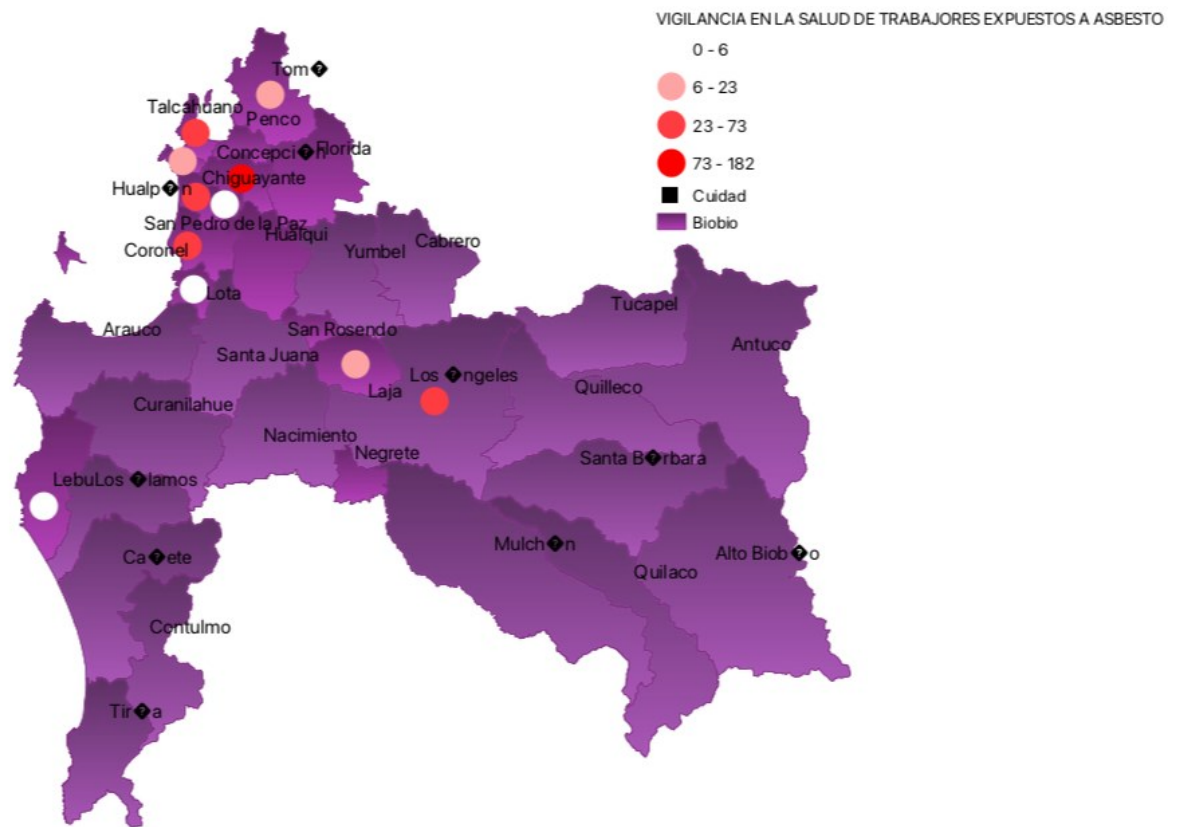 VIGILANCIA EN LA SALUD DE TRABAJORES EXPUESTOS A ASBESTO
0 - 6
6 - 23
23 - 73
73 - 182
Cuidad
Biobio
Tom�
Talcahuano
Penco
Concepci�n
Florida
Chiguayante
Hualp�n
San Pedro de la Paz
Hualqui
Coronel
Yumbel
Cabrero
Lota
Tucapel
Arauco
San Rosendo
Antuco
Santa Juana
Los �ngeles
Quilleco
Laja
Curanilahue
Nacimiento
Negrete
Santa B�rbara
Lebu
Los �lamos
Ca�ete
Mulch�n
Alto Biob�o
Quilaco
Contulmo
Tir�a